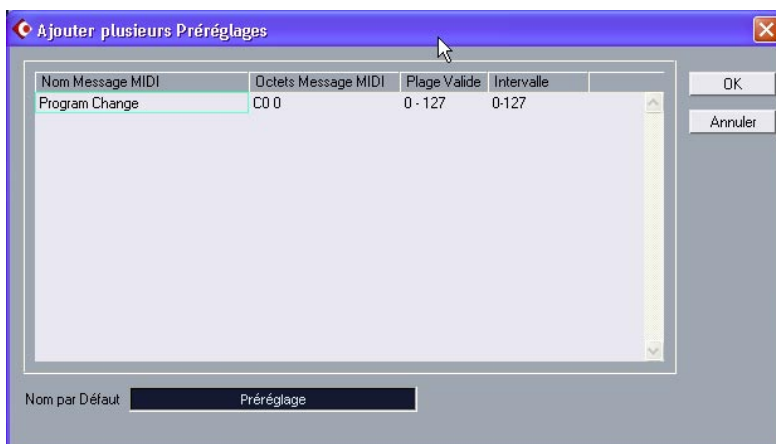 Ajouter plusieurs Préréglages
Nom Message MIDI Octets Message MIDI Plage Valide Intervalle
Program Change C0 0 0 - 127 0-127
OK
Annuler
Nom par Défaut Préréglage